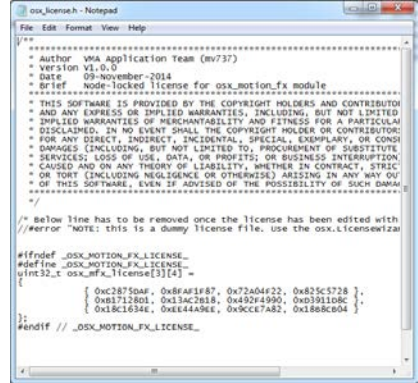 osx_license.h - Notepad
File Edit Format View Help
/**
******************************************************************
* Author VMA Application Team (mv737)
* Version V1.0.0
* Date 09-November-2014
* Brief Node-locked license for osx_motion_fx module
******************************************************************
* THIS SOFTWARE IS PROVIDED BY THE COPYRIGHT HOLDERS AND CONTRIBUTOR
* AND ANY EXPRESS OR IMPLIED WARRANTIES, INCLUDING, BUT NOT LIMITED
* IMPLIED WARRANTIES OF MERCHANTABILITY AND FITNESS FOR A PARTICULAR
* DISCLAIMED. IN NO EVENT SHALL THE COPYRIGHT HOLDER OR CONTRIBUTORS
* FOR ANY DIRECT, INDIRECT, INCIDENTAL, SPECIAL, EXEMPLARY, OR CONSE
* DAMAGES (INCLUDING, BUT NOT LIMITED TO, PROCUREMENT OF SUBSTITUTE
* SERVICES; LOSS OF USE, DATA, OR PROFITS; OR BUSINESS INTERRUPTION
* CAUSED AND ON ANY THEORY OF LIABILITY, WHETHER IN CONTRACT, STRICT
* OR TORT (INCLUDING NEGLIGENCE OR OTHERWISE) ARISING IN ANY WAY OUT
* OF THIS SOFTWARE, EVEN IF ADVISED OF THE POSSIBILITY OF SUCH DAMAG
*/
/* Below line has to be removed once the license has been edited with
//#error "NOTE: this is a dummy license file. Use the osx.LicenseWizar
#ifndef _OSX_MOTION_FX_LICENSE_
#define _OSX_MOTION_FX_LICENSE_
uint32_t osx_mfx_license[3][4] =
{
{ 0xC2875DAF, 0x8FAF1F87, 0x72A04F22, 0x825C5728 },
{ 0xB17128D1, 0x13AC2B18, 0x492F4990, 0xD3911D8C },
{ 0x18C1634E, 0xEE44A9EE, 0x9CCE7A82, 0x1868C604 }
};
#endif // _OSX_MOTION_FX_LICENSE_